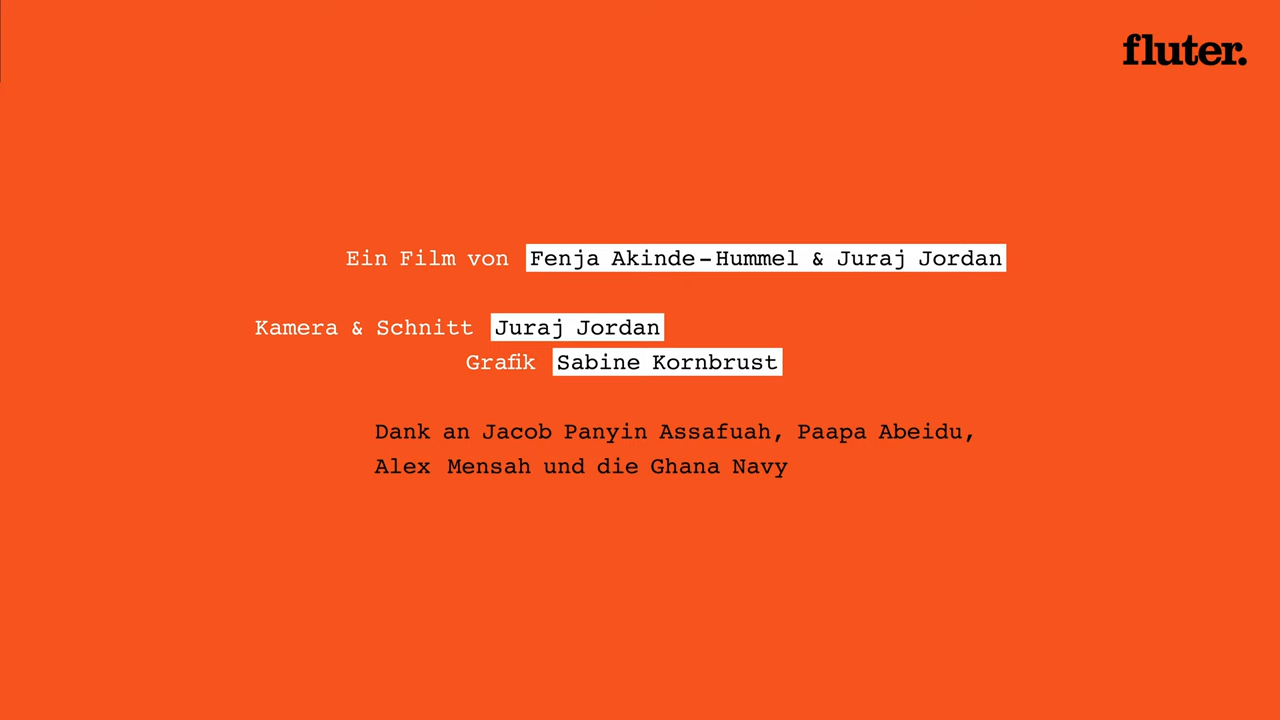 fluter.
Ein Film von Fenja Akinde-Hummel & Juraj Jordan
Kamera & Schnitt Juraj Jordan
Grafik Sabine Kornbrust
Dank an Jacob Panyin Assafuah, Paapa Abeidu,
Alex Mensah und die Ghana Navy